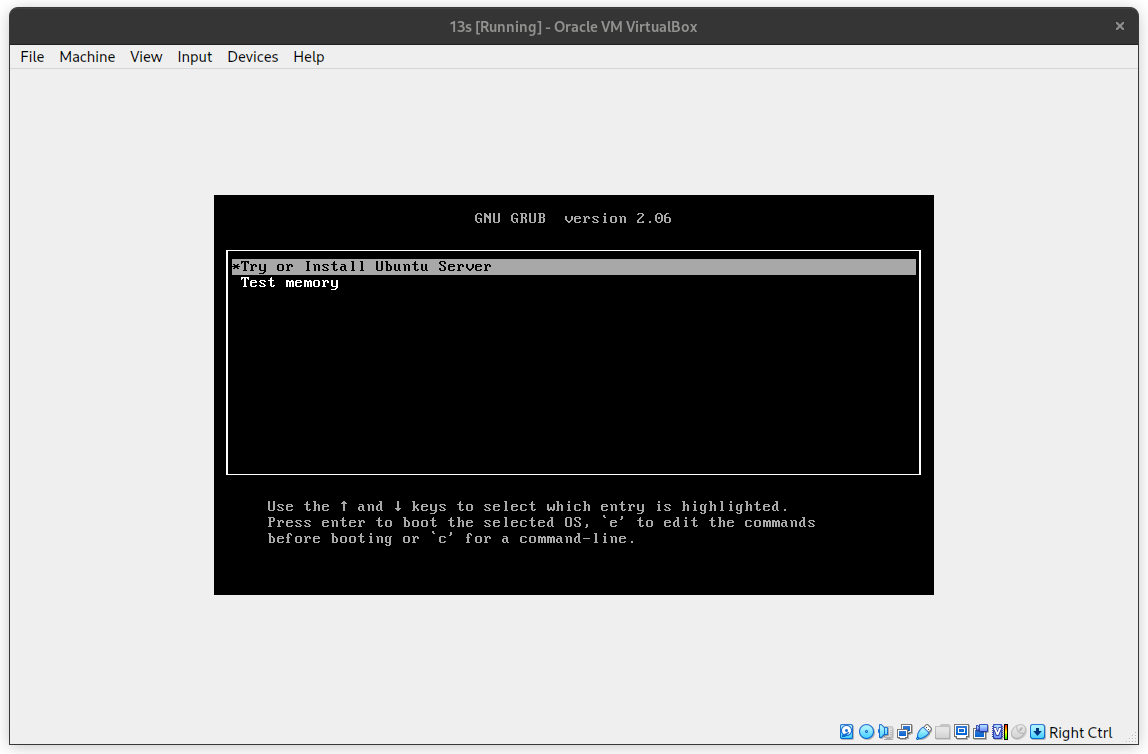 13s [Running] - Oracle VM VirtualBox
File Machine View Input Devices Help
GNU GRUB  version 2.06
*Try or Install Ubuntu Server
Test memory
Use the ↑ and ↓ keys to select which entry is highlighted.
Press enter to boot the selected OS, `e' to edit the commands
before booting or `c' for a command-line.
Right Ctrl